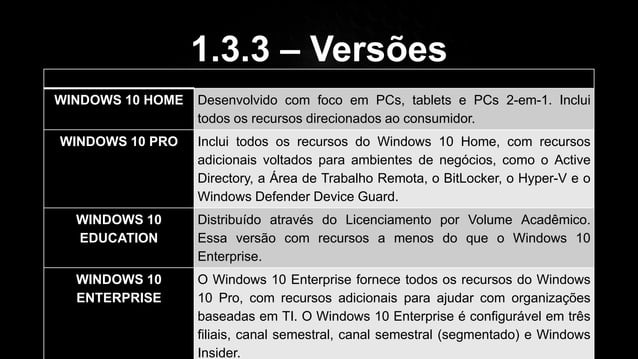 1.3.3 – Versões
WINDOWS 10 HOME
Desenvolvido com foco em PCs, tablets e PCs 2-em-1. Inclui
todos os recursos direcionados ao consumidor.
WINDOWS 10 PRO
Inclui todos os recursos do Windows 10 Home, com recursos
adicionais voltados para ambientes de negócios, como o Active
Directory, a Área de Trabalho Remota, o BitLocker, o Hyper-V e o
Windows Defender Device Guard.
WINDOWS 10
EDUCATION
Distribuído através do Licenciamento por Volume Acadêmico.
Essa versão com recursos a menos do que o Windows 10
Enterprise.
WINDOWS 10
ENTERPRISE
O Windows 10 Enterprise fornece todos os recursos do Windows
10 Pro, com recursos adicionais para ajudar com organizações
baseadas em TI. O Windows 10 Enterprise é configurável em três
filiais, canal semestral, canal semestral (segmentado) e Windows
Insider.